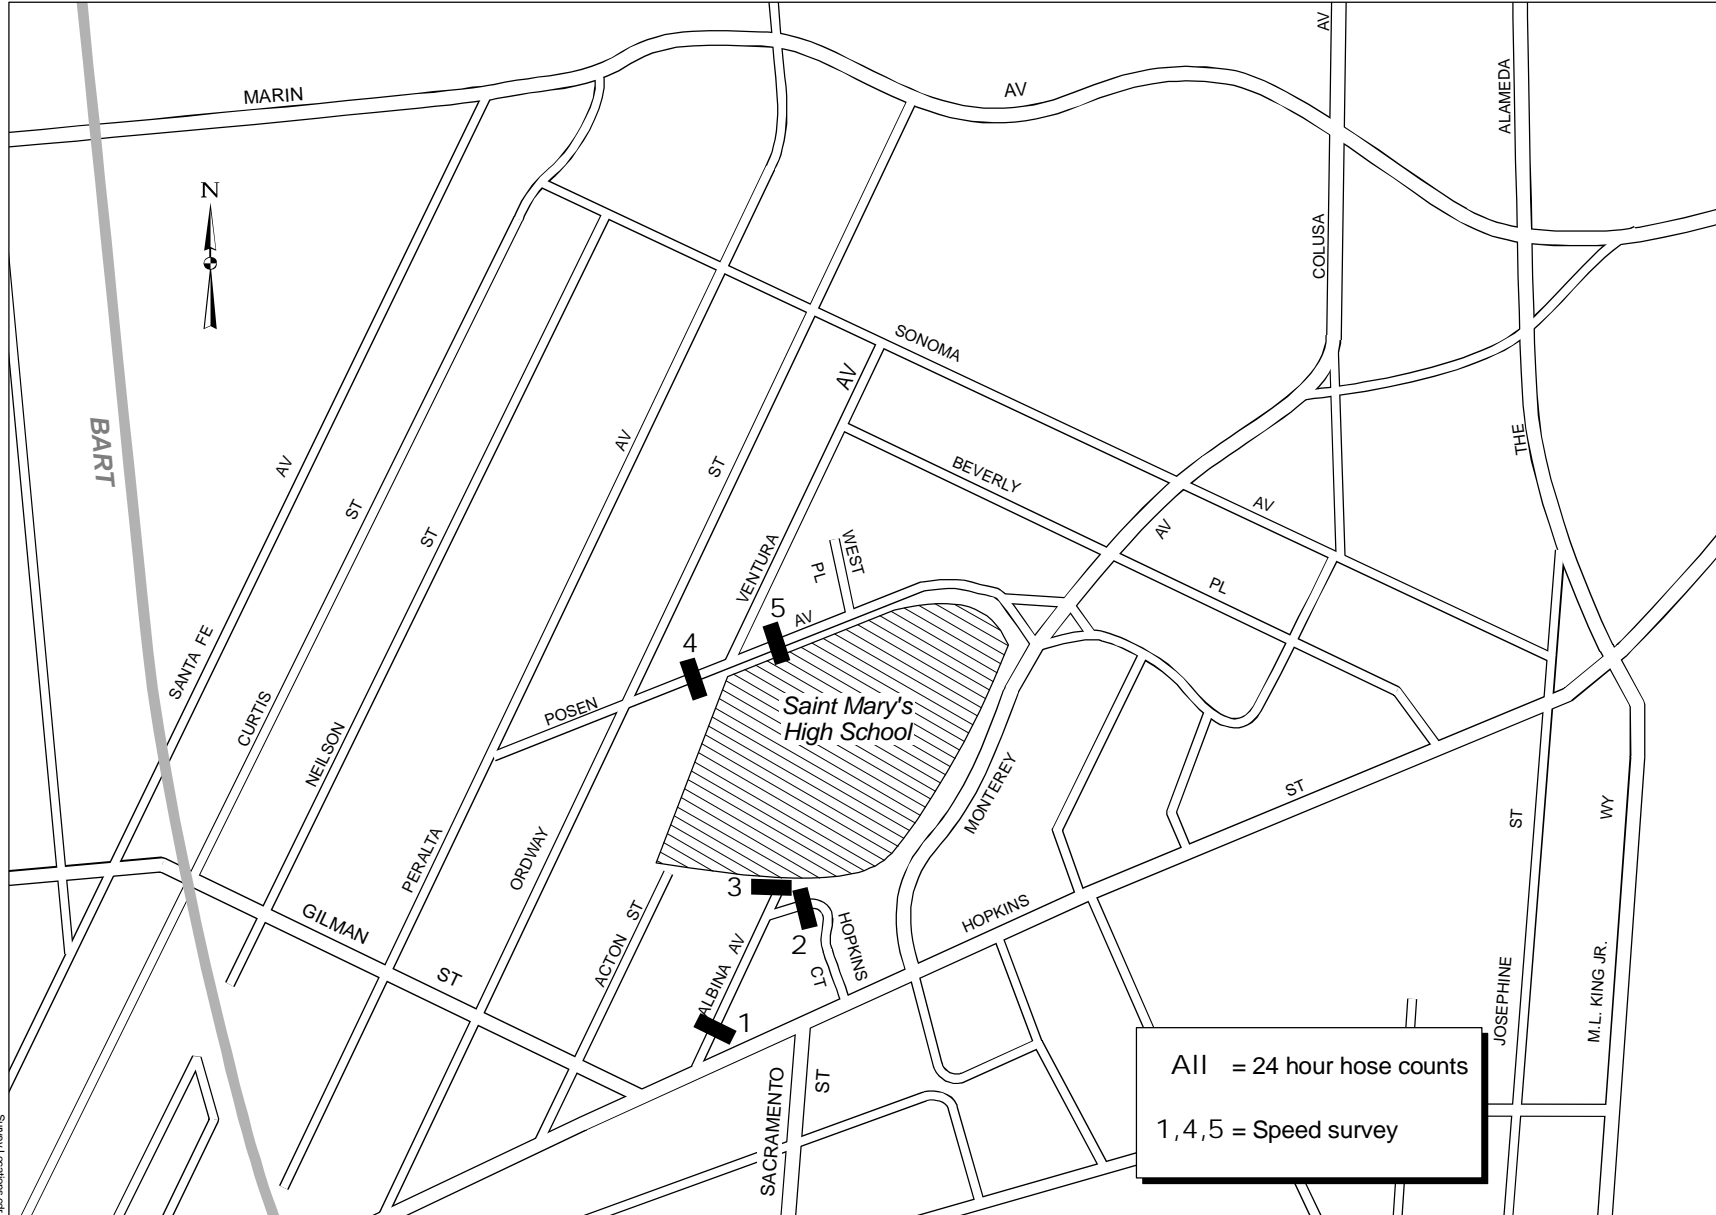 AV
MARIN
AV
ALAMEDA
N
COLUSA
SONOMA
AV
BART
AV
AV
ST
THE
ST
ST
BEVERLY
AV
AV
WEST
PL
VENTURA
PL
5
AV
4
SANTA FE
CURTIS
POSEN
Saint Mary's
High School
NEILSON
MONTEREY
ST
ST
WY
PERALTA
ORDWAY
3
GILMAN
ST
ACTON
ST
ALBINA AV
2
HOPKINS
CT
HOPKINS
1
JOSEPHINE
M.L. KING JR.
SACRAMENTO
ST
All = 24 hour hose counts
1,4,5 = Speed survey